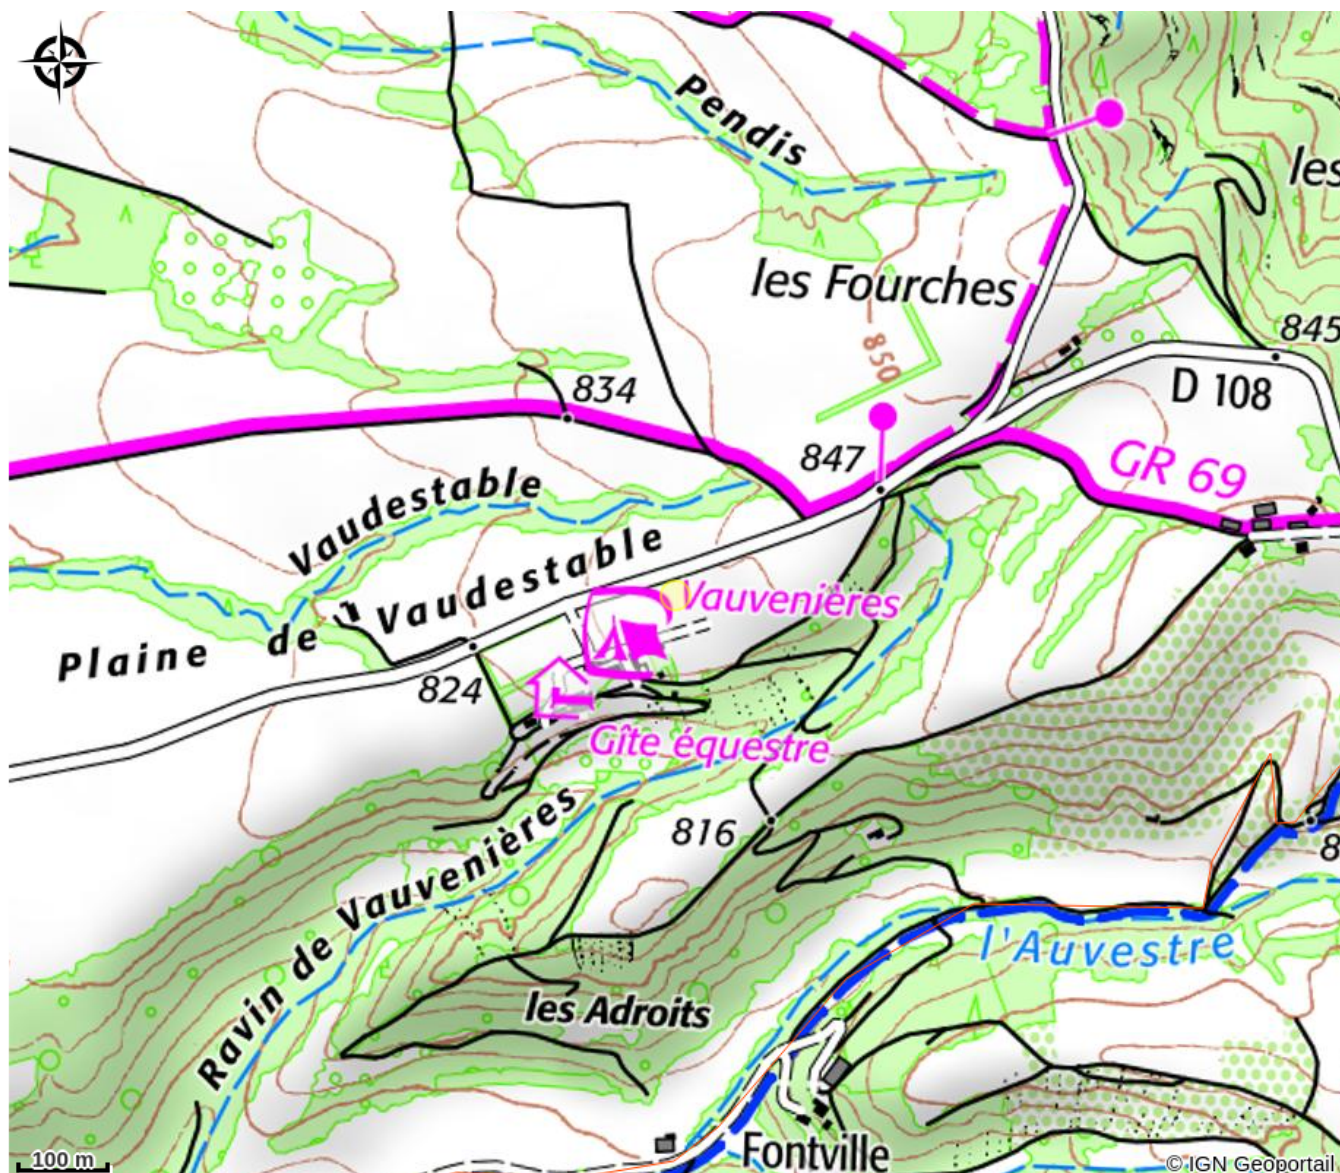 Pendis
les
les Fourches
845
850
834
D 108
847
GR 69
Vaudestable
Plaine de Vaudestable
Vauvenières
824
Gîte équestre
816
8
Ravin de Vauvenières
l'Auvestre
les Adroits
Fontville
100 m
© IGN Geoportail